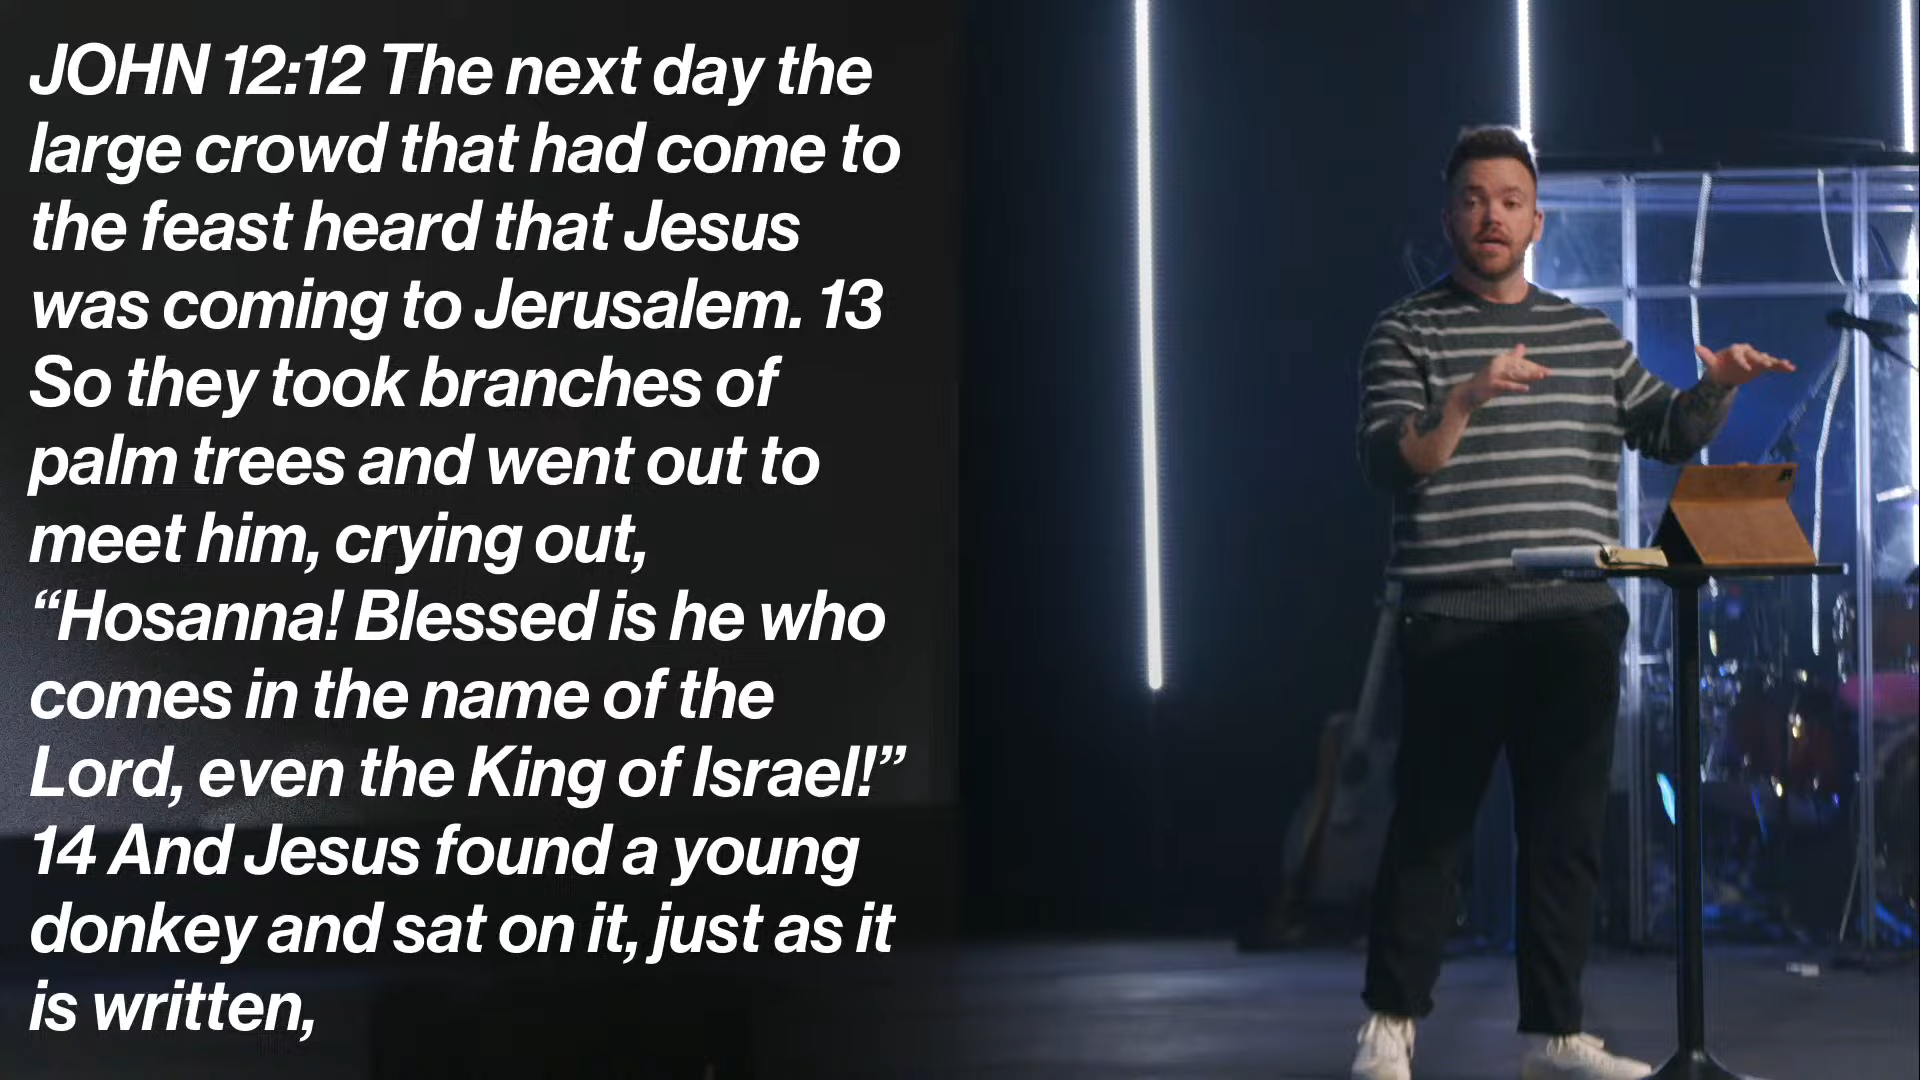 JOHN 12:12 The next day the
large crowd that had come to
the feast heard that Jesus
was coming to Jerusalem. 13
So they took branches of
palm trees and went out to
meet him, crying out,
“Hosanna! Blessed is he who
comes in the name of the
Lord, even the King of Israel!”
14 And Jesus found a young
donkey and sat on it, just as it
is written,